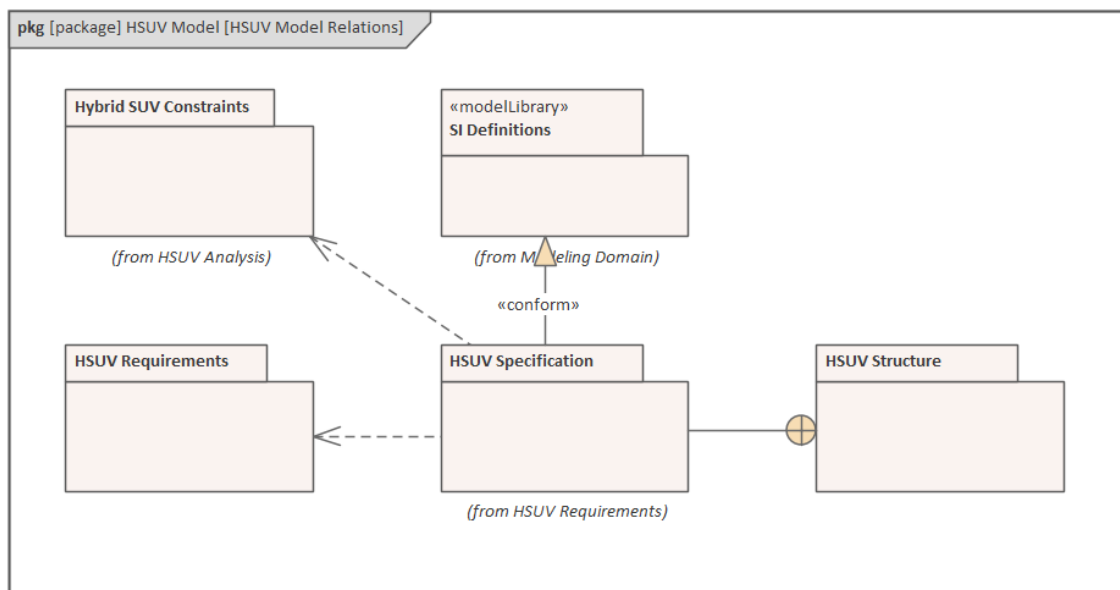 pkg [package] HSUV Model [HSUV Model Relations]
Hybrid SUV Constraints
«modelLibrary»
SI Definitions
(from HSUV Analysis)
(from Modeling Domain)
«conform»
HSUV Requirements
HSUV Specification
HSUV Structure
(from HSUV Requirements)